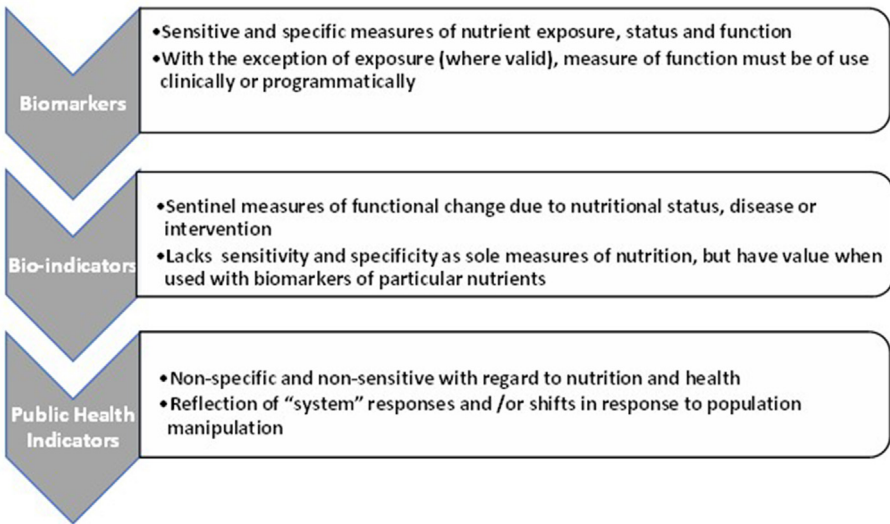 Biomarkers
•Sensitive and specific measures of nutrient exposure, status and function
•With the exception of exposure (where valid), measure of function must be of use
clinically or programmatically
Bio-indicators
•Sentinel measures of functional change due to nutritional status, disease or
intervention
•Lacks sensitivity and specificity as sole measures of nutrition, but have value when
used with biomarkers of particular nutrients
Public Health
Indicators
•Non-specific and non-sensitive with regard to nutrition and health
•Reflection of “system” responses and /or shifts in response to population
manipulation